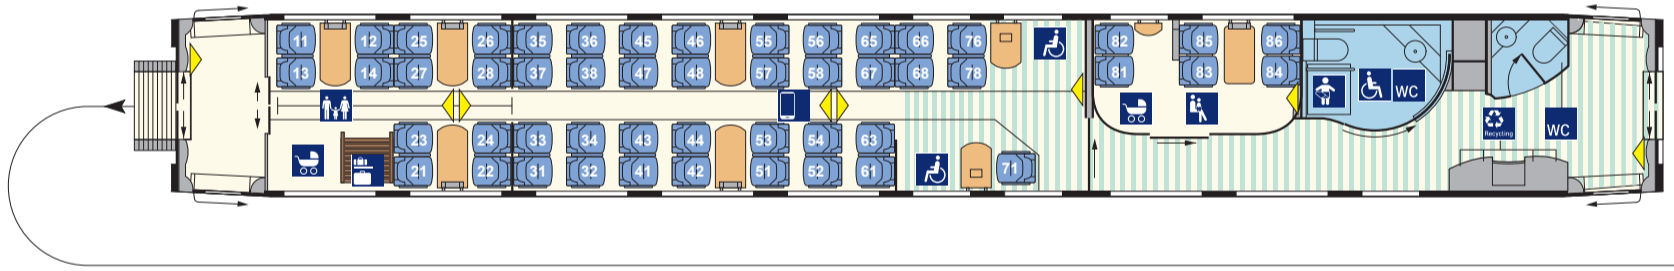 11 12 25 26 35 36 45 46 55 56 65 66 76 82 85 86
13 14 27 28 37 38 47 48 57 58 67 68 78 81 83 84
WC
Recycling
WC
23 24 33 34 43 44 53 54 63
21 22 31 32 41 42 51 52 61 71